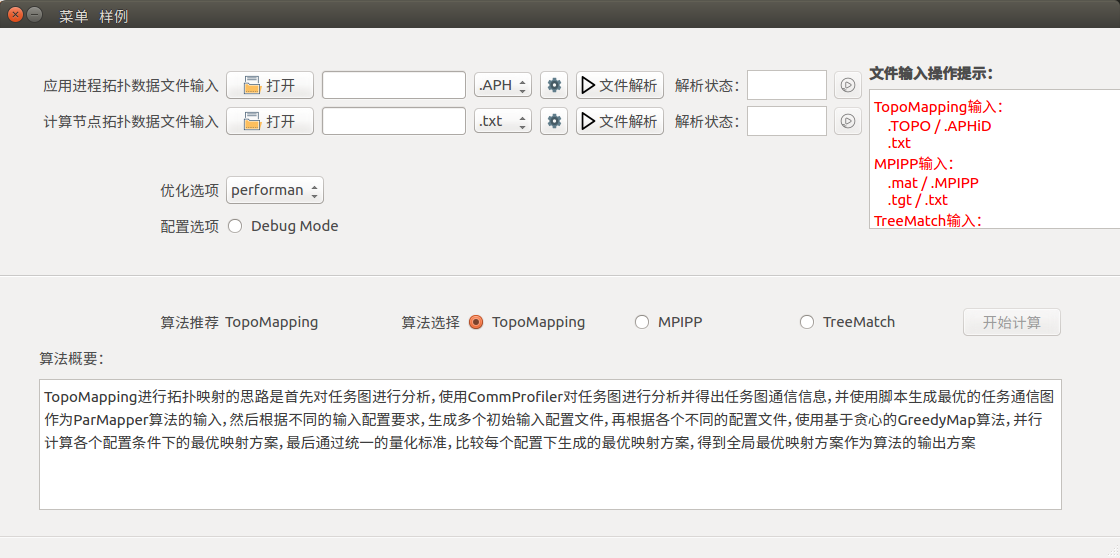 菜单 样例
应用进程拓扑数据文件输入 打开 .APH 文件解析 解析状态：
文件输入操作提示：
计算节点拓扑数据文件输入 打开 .txt 文件解析 解析状态：
TopoMapping输入：
.TOPO / .APHiD
.txt
MPIPP输入：
.mat / .MPIPP
.tgt / .txt
TreeMatch输入：
优化选项 performan
配置选项 Debug Mode
算法推荐 TopoMapping 算法选择 TopoMapping MPIPP TreeMatch 开始计算
算法概要：
TopoMapping进行拓扑映射的思路是首先对任务图进行分析，使用CommProfiler对任务图进行分析并得出任务图通信信息，并使用脚本生成最优的任务通信图
作为ParMapper算法的输入，然后根据不同的输入配置要求，生成多个初始输入配置文件，再根据各个不同的配置文件，使用基于贪心的GreedyMap算法，并行
计算各个配置条件下的最优映射方案，最后通过统一的量化标准，比较每个配置下生成的最优映射方案，得到全局最优映射方案作为算法的输出方案